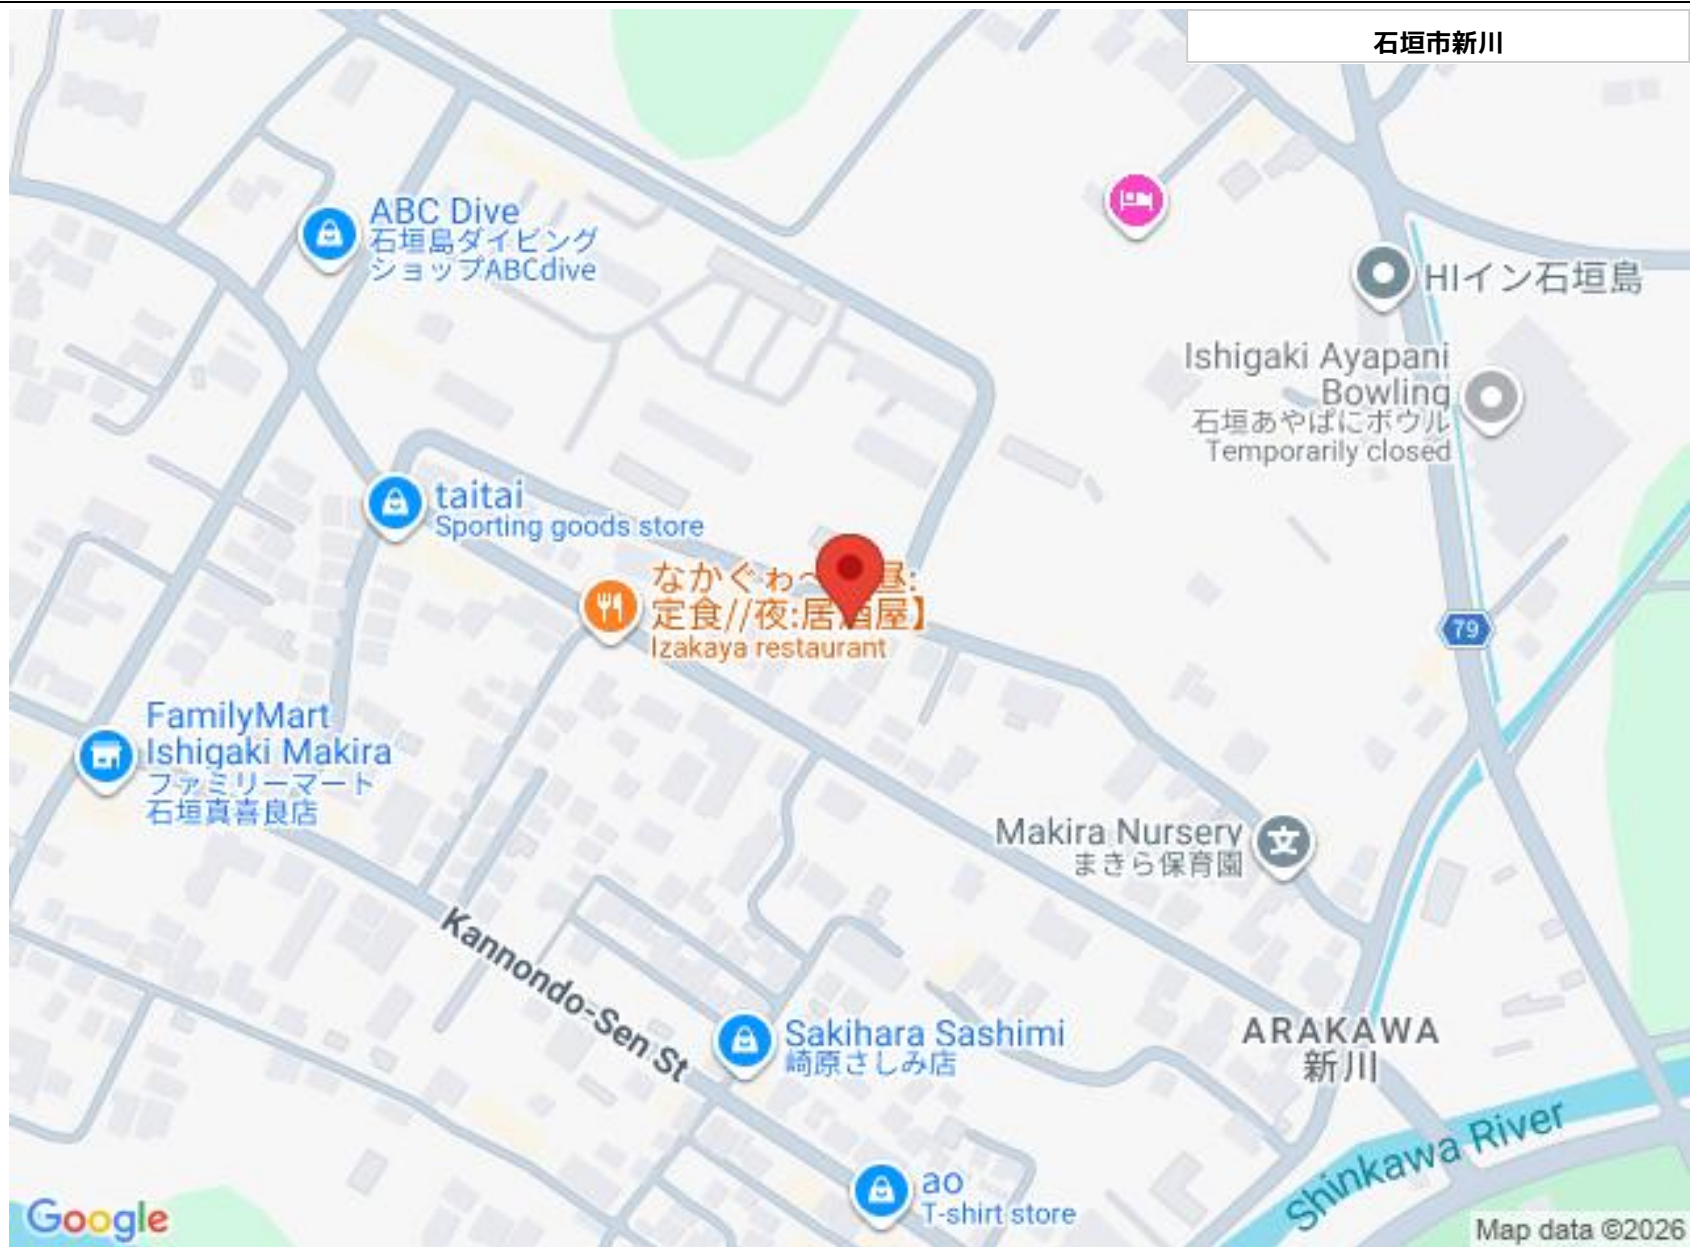 石垣市新川
ABC Dive
石垣島ダイビング
ショップABCdive
HIイン石垣島
Ishigaki Ayapani
Bowling
石垣あやぱにボウル
Temporarily closed
taitai
Sporting goods store
なかぐゎ〜 昼:
定食//夜:居酒屋】
Izakaya restaurant
79
FamilyMart
Ishigaki Makira
ファミリーマート
石垣真喜良店
Makira Nursery
まきら保育園
文
Kannondo-Sen St
Sakihara Sashimi
崎原さしみ店
ARAKAWA
新川
Shinkawa River
ao
T-shirt store
Google
Map data ©2026